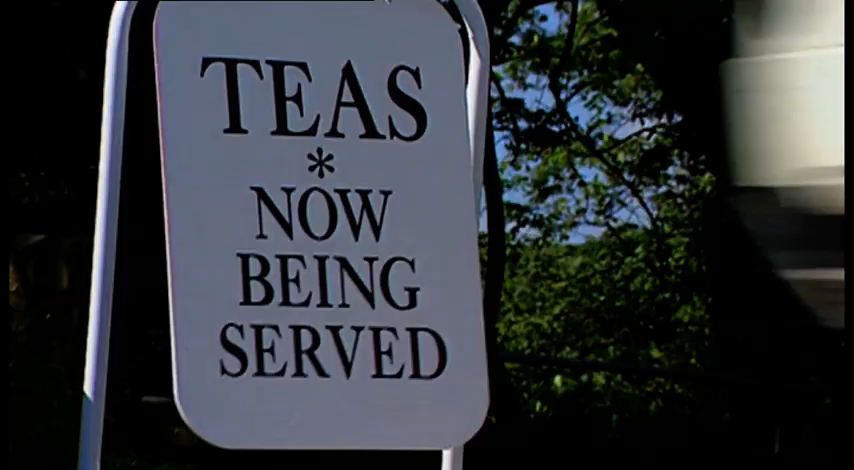 TEAS
*
NOW
BEING
SERVED